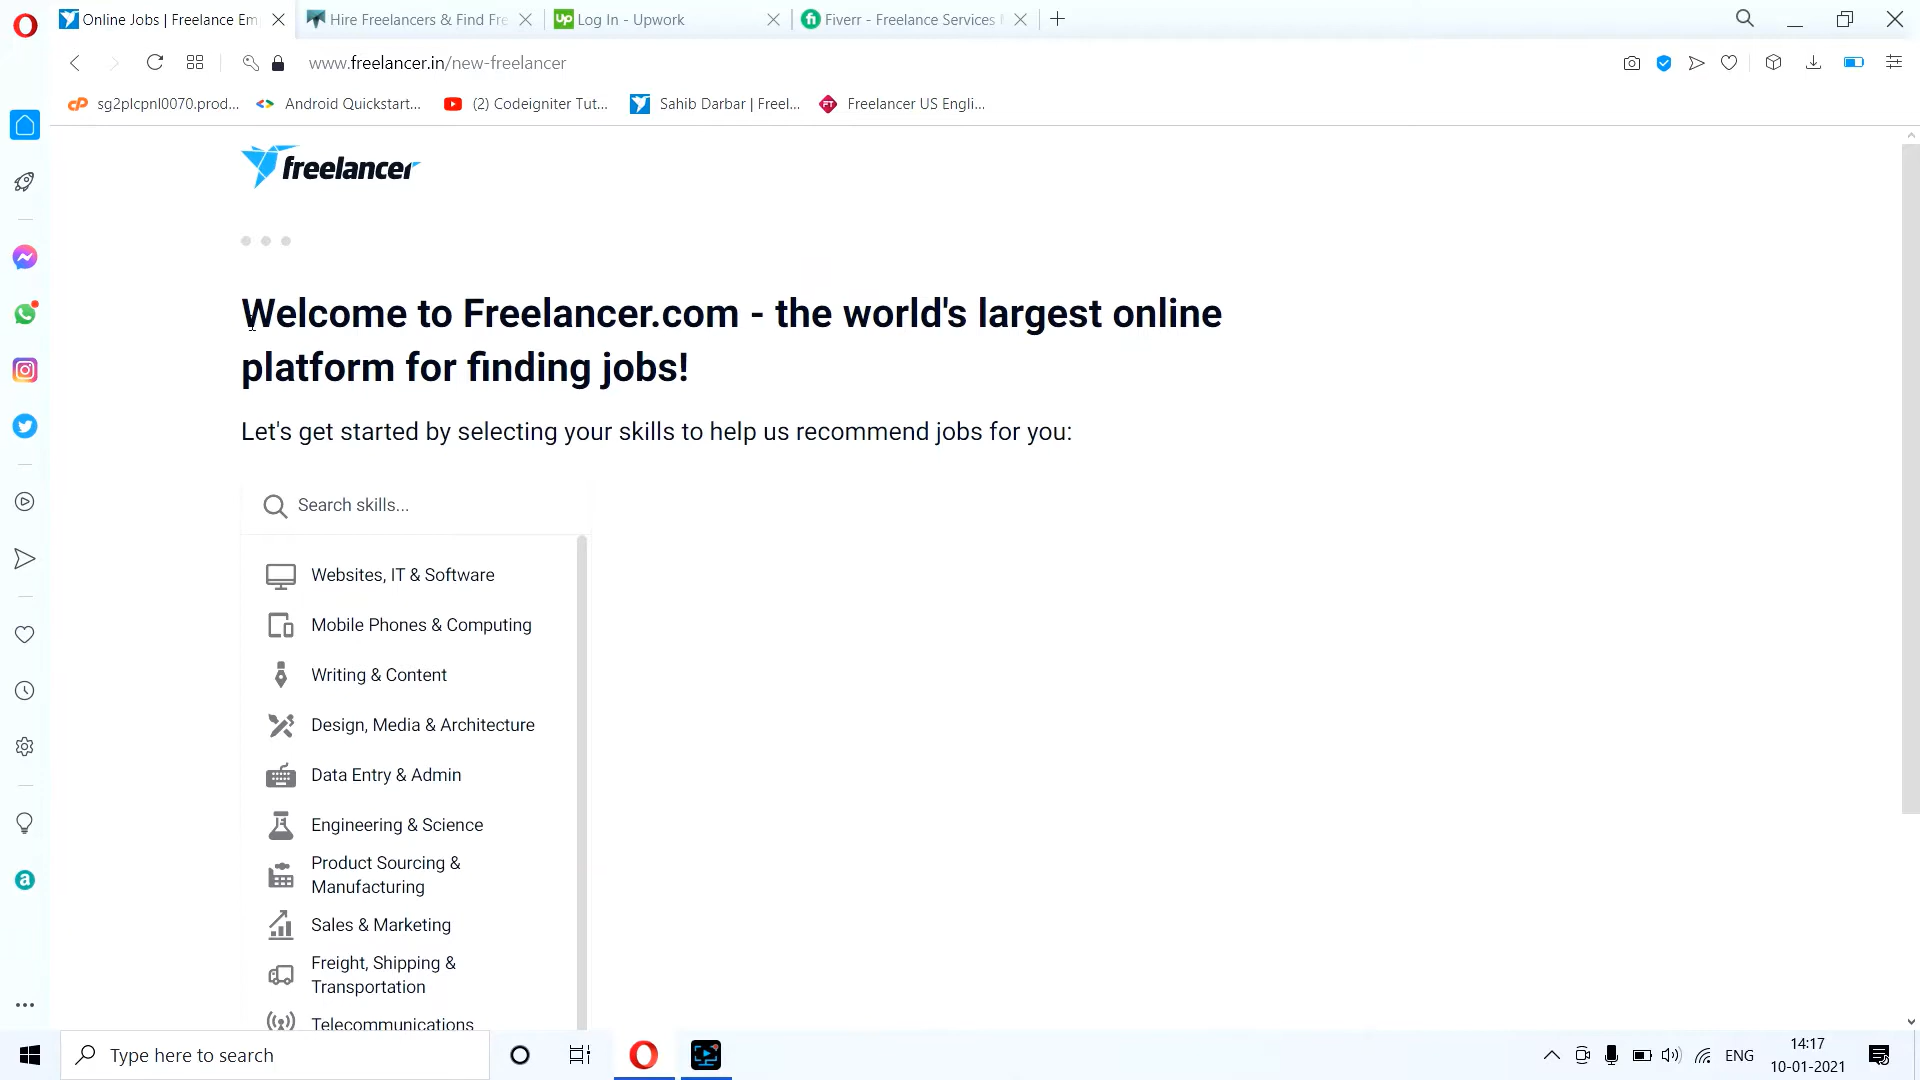 Online Jobs | Freelance Em
Hire Freelancers & Find Fre
Up Log In - Upwork
fi Fiverr - Freelance Services
www.freelancer.in/new-freelancer
cP sg2plcpnl0070.prod...
Android Quickstart...
(2) Codeigniter Tut...
Sahib Darbar | Freel...
FT Freelancer US Engli...
freelancer
Welcome to Freelancer.com - the world's largest online
platform for finding jobs!
Let's get started by selecting your skills to help us recommend jobs for you:
Search skills...
Websites, IT & Software
Mobile Phones & Computing
Writing & Content
Design, Media & Architecture
Data Entry & Admin
Engineering & Science
Product Sourcing &
Manufacturing
Sales & Marketing
Freight, Shipping &
Transportation
Telecommunications
a
Type here to search
ENG
14:17
10-01-2021